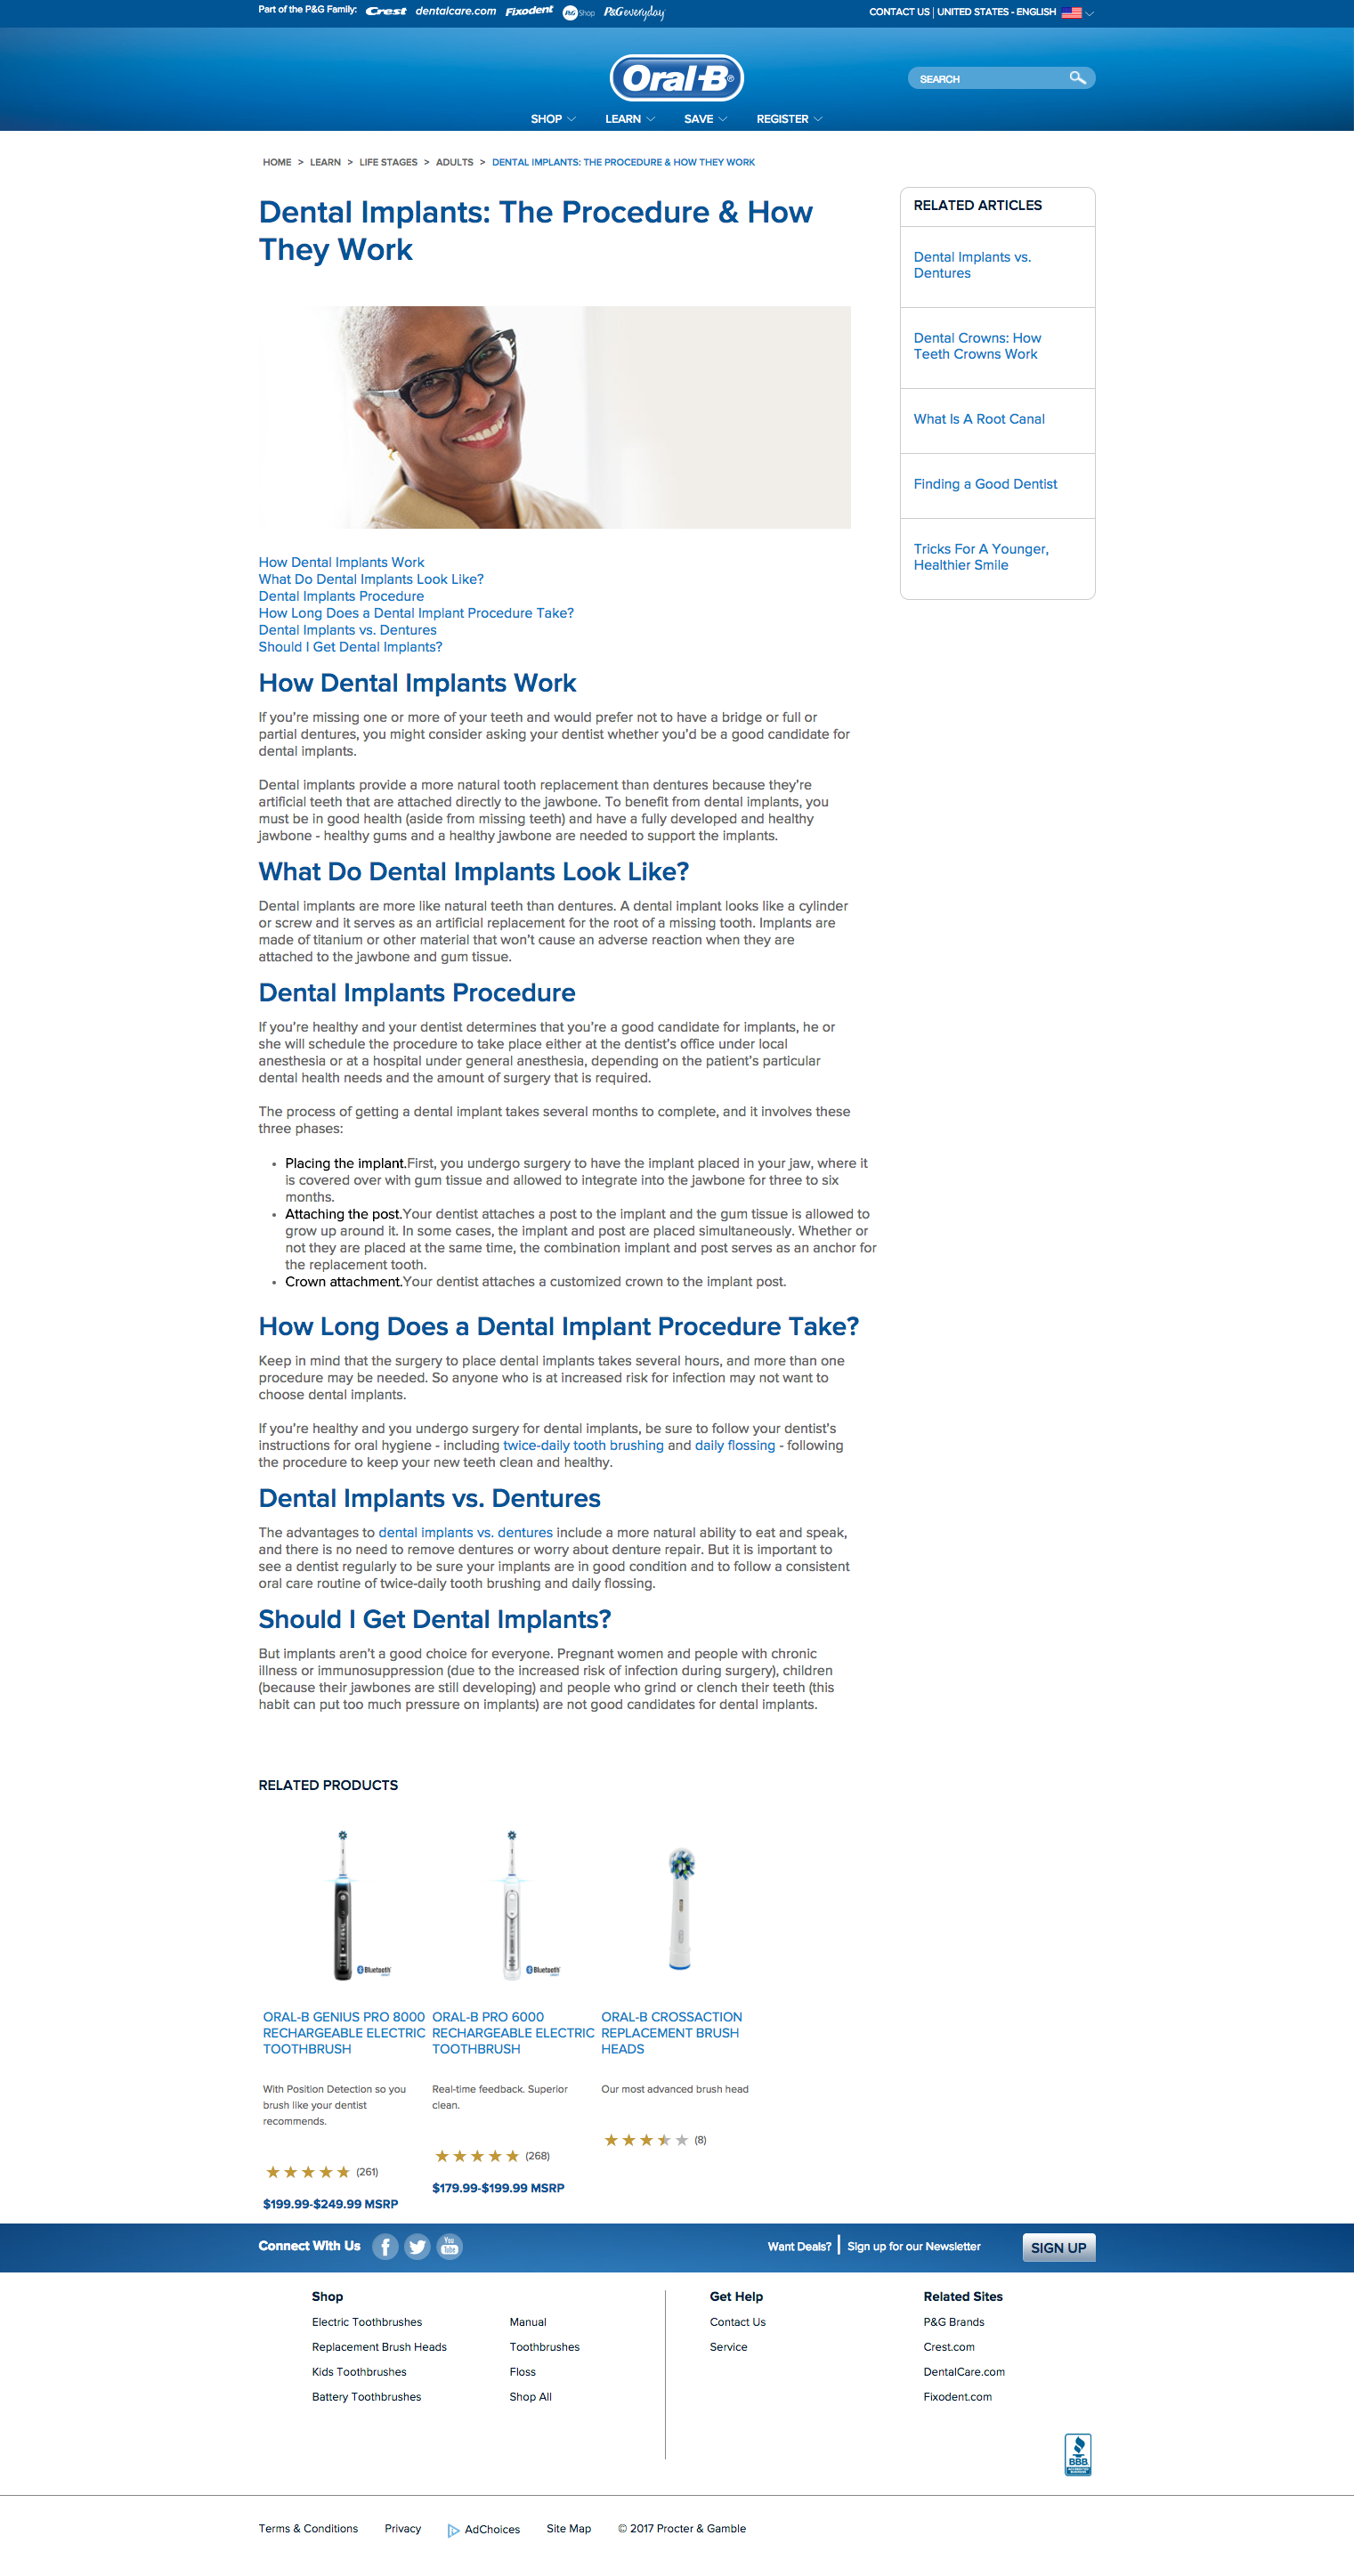 Part of the P&G Family: Crest dentalcare.com Fixodent P&G Shop P&G everyday
CONTACT US | UNITED STATES - ENGLISH
Oral-B®
SEARCH
SHOP LEARN SAVE REGISTER
HOME > LEARN > LIFE STAGES > ADULTS > DENTAL IMPLANTS: THE PROCEDURE & HOW THEY WORK
Dental Implants: The Procedure & How
They Work
How Dental Implants Work
What Do Dental Implants Look Like?
Dental Implants Procedure
How Long Does a Dental Implant Procedure Take?
Dental Implants vs. Dentures
Should I Get Dental Implants?
How Dental Implants Work
If you're missing one or more of your teeth and would prefer not to have a bridge or full or
partial dentures, you might consider asking your dentist whether you'd be a good candidate for
dental implants.
Dental implants provide a more natural tooth replacement than dentures because they're
artificial teeth that are attached directly to the jawbone. To benefit from dental implants, you
must be in good health (aside from missing teeth) and have a fully developed and healthy
jawbone - healthy gums and a healthy jawbone are needed to support the implants.
What Do Dental Implants Look Like?
Dental implants are more like natural teeth than dentures. A dental implant looks like a cylinder
or screw and it serves as an artificial replacement for the root of a missing tooth. Implants are
made of titanium or other material that won't cause an adverse reaction when they are
attached to the jawbone and gum tissue.
Dental Implants Procedure
If you're healthy and your dentist determines that you're a good candidate for implants, he or
she will schedule the procedure to take place either at the dentist's office under local
anesthesia or at a hospital under general anesthesia, depending on the patient's particular
dental health needs and the amount of surgery that is required.
The process of getting a dental implant takes several months to complete, and it involves these
three phases:
• Placing the implant.First, you undergo surgery to have the implant placed in your jaw, where it
is covered over with gum tissue and allowed to integrate into the jawbone for three to six
months.
• Attaching the post.Your dentist attaches a post to the implant and the gum tissue is allowed to
grow up around it. In some cases, the implant and post are placed simultaneously. Whether or
not they are placed at the same time, the combination implant and post serves as an anchor for
the replacement tooth.
• Crown attachment.Your dentist attaches a customized crown to the implant post.
How Long Does a Dental Implant Procedure Take?
Keep in mind that the surgery to place dental implants takes several hours, and more than one
procedure may be needed. So anyone who is at increased risk for infection may not want to
choose dental implants.
If you're healthy and you undergo surgery for dental implants, be sure to follow your dentist's
instructions for oral hygiene - including twice-daily tooth brushing and daily flossing - following
the procedure to keep your new teeth clean and healthy.
Dental Implants vs. Dentures
The advantages to dental implants vs. dentures include a more natural ability to eat and speak,
and there is no need to remove dentures or worry about denture repair. But it is important to
see a dentist regularly to be sure your implants are in good condition and to follow a consistent
oral care routine of twice-daily tooth brushing and daily flossing.
Should I Get Dental Implants?
But implants aren't a good choice for everyone. Pregnant women and people with chronic
illness or immunosuppression (due to the increased risk of infection during surgery), children
(because their jawbones are still developing) and people who grind or clench their teeth (this
habit can put too much pressure on implants) are not good candidates for dental implants.
RELATED ARTICLES
Dental Implants vs.
Dentures
Dental Crowns: How
Teeth Crowns Work
What Is A Root Canal
Finding a Good Dentist
Tricks For A Younger,
Healthier Smile
RELATED PRODUCTS
Bluetooth
ORAL-B GENIUS PRO 8000
RECHARGEABLE ELECTRIC
TOOTHBRUSH
With Position Detection so you
brush like your dentist
recommends.
(261)
$199.99-$249.99 MSRP
Bluetooth
ORAL-B PRO 6000
RECHARGEABLE ELECTRIC
TOOTHBRUSH
Real-time feedback. Superior
clean.
(268)
$179.99-$199.99 MSRP
ORAL-B CROSSACTION
REPLACEMENT BRUSH
HEADS
Our most advanced brush head
(8)
Connect With Us
You
Tube
Want Deals? | Sign up for our Newsletter
SIGN UP
Shop
Electric Toothbrushes
Replacement Brush Heads
Kids Toothbrushes
Battery Toothbrushes
Manual
Toothbrushes
Floss
Shop All
Get Help
Contact Us
Service
Related Sites
P&G Brands
Crest.com
DentalCare.com
Fixodent.com
BBB
Terms & Conditions Privacy AdChoices Site Map © 2017 Procter & Gamble